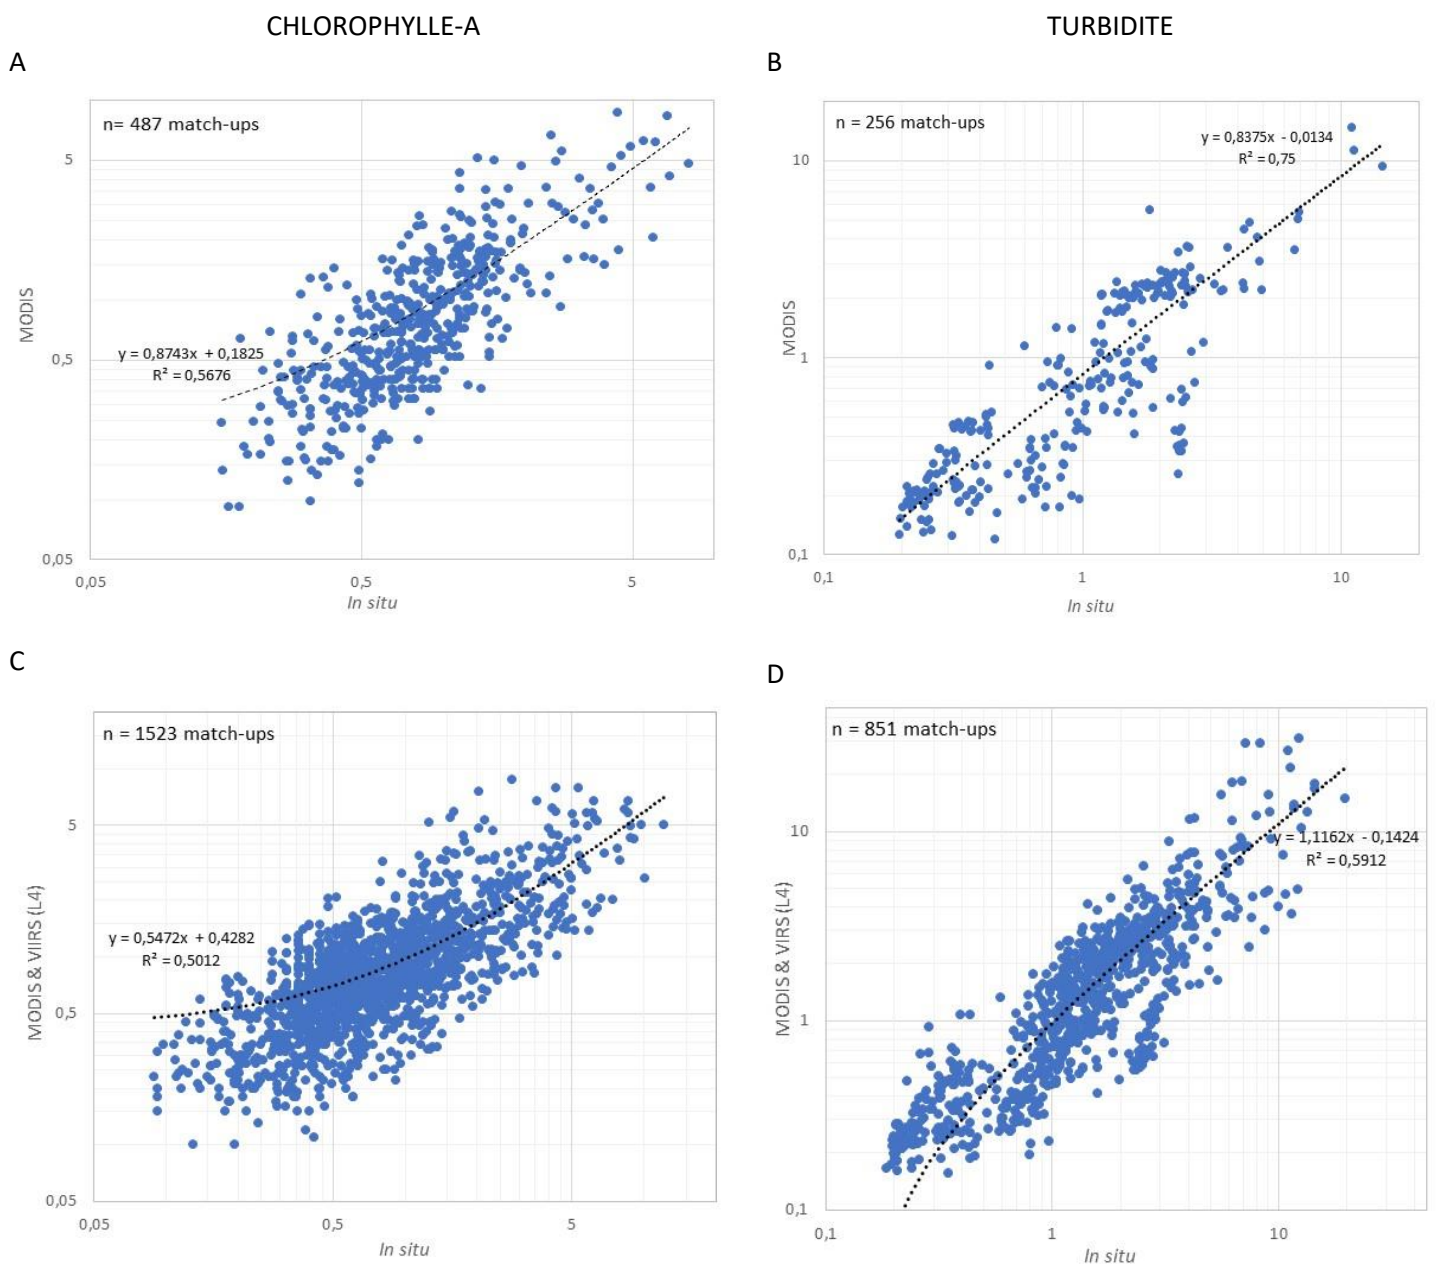 CHLOROPHYLLE-A
TURBIDITE
A
n= 487 match-ups
5
0,5
0,05
MODIS
y = 0,8743x + 0,1825
R² = 0,5676
0,05
0,5
5
In situ
B
n = 256 match-ups
y = 0,8375x - 0,0134
R² = 0,75
10
1
0,1
MODIS
0,1
1
10
In situ
C
n = 1523 match-ups
5
0,5
0,05
MODIS & VIIRS (L4)
y = 0,5472x + 0,4282
R² = 0,5012
0,05
0,5
5
In situ
D
n = 851 match-ups
10
1
0,1
MODIS & VIRS (L4)
y = 1,1162x - 0,1424
R² = 0,5912
0,1
1
10
In situ